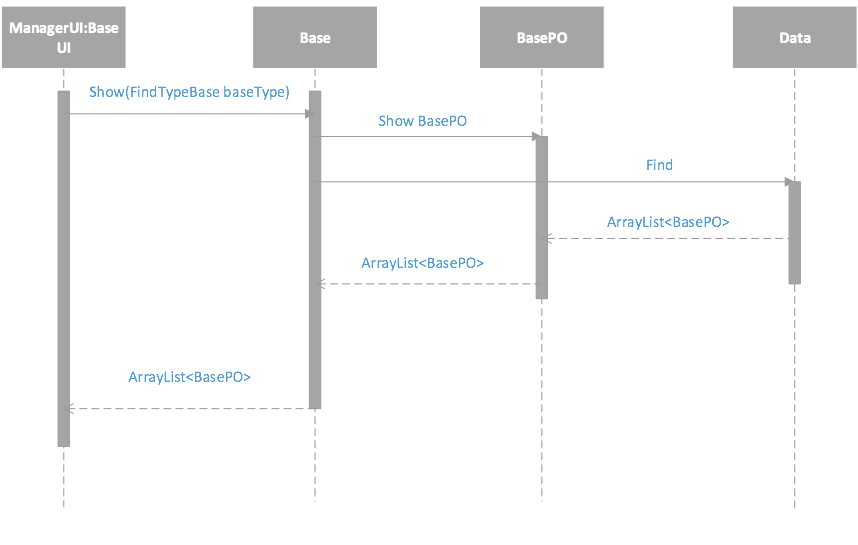 ManagerUI:Base
UI
Base
BasePO
Data
Show(FindTypeBase baseType)
Show BasePO
Find
ArrayList<BasePO>
ArrayList<BasePO>
ArrayList<BasePO>